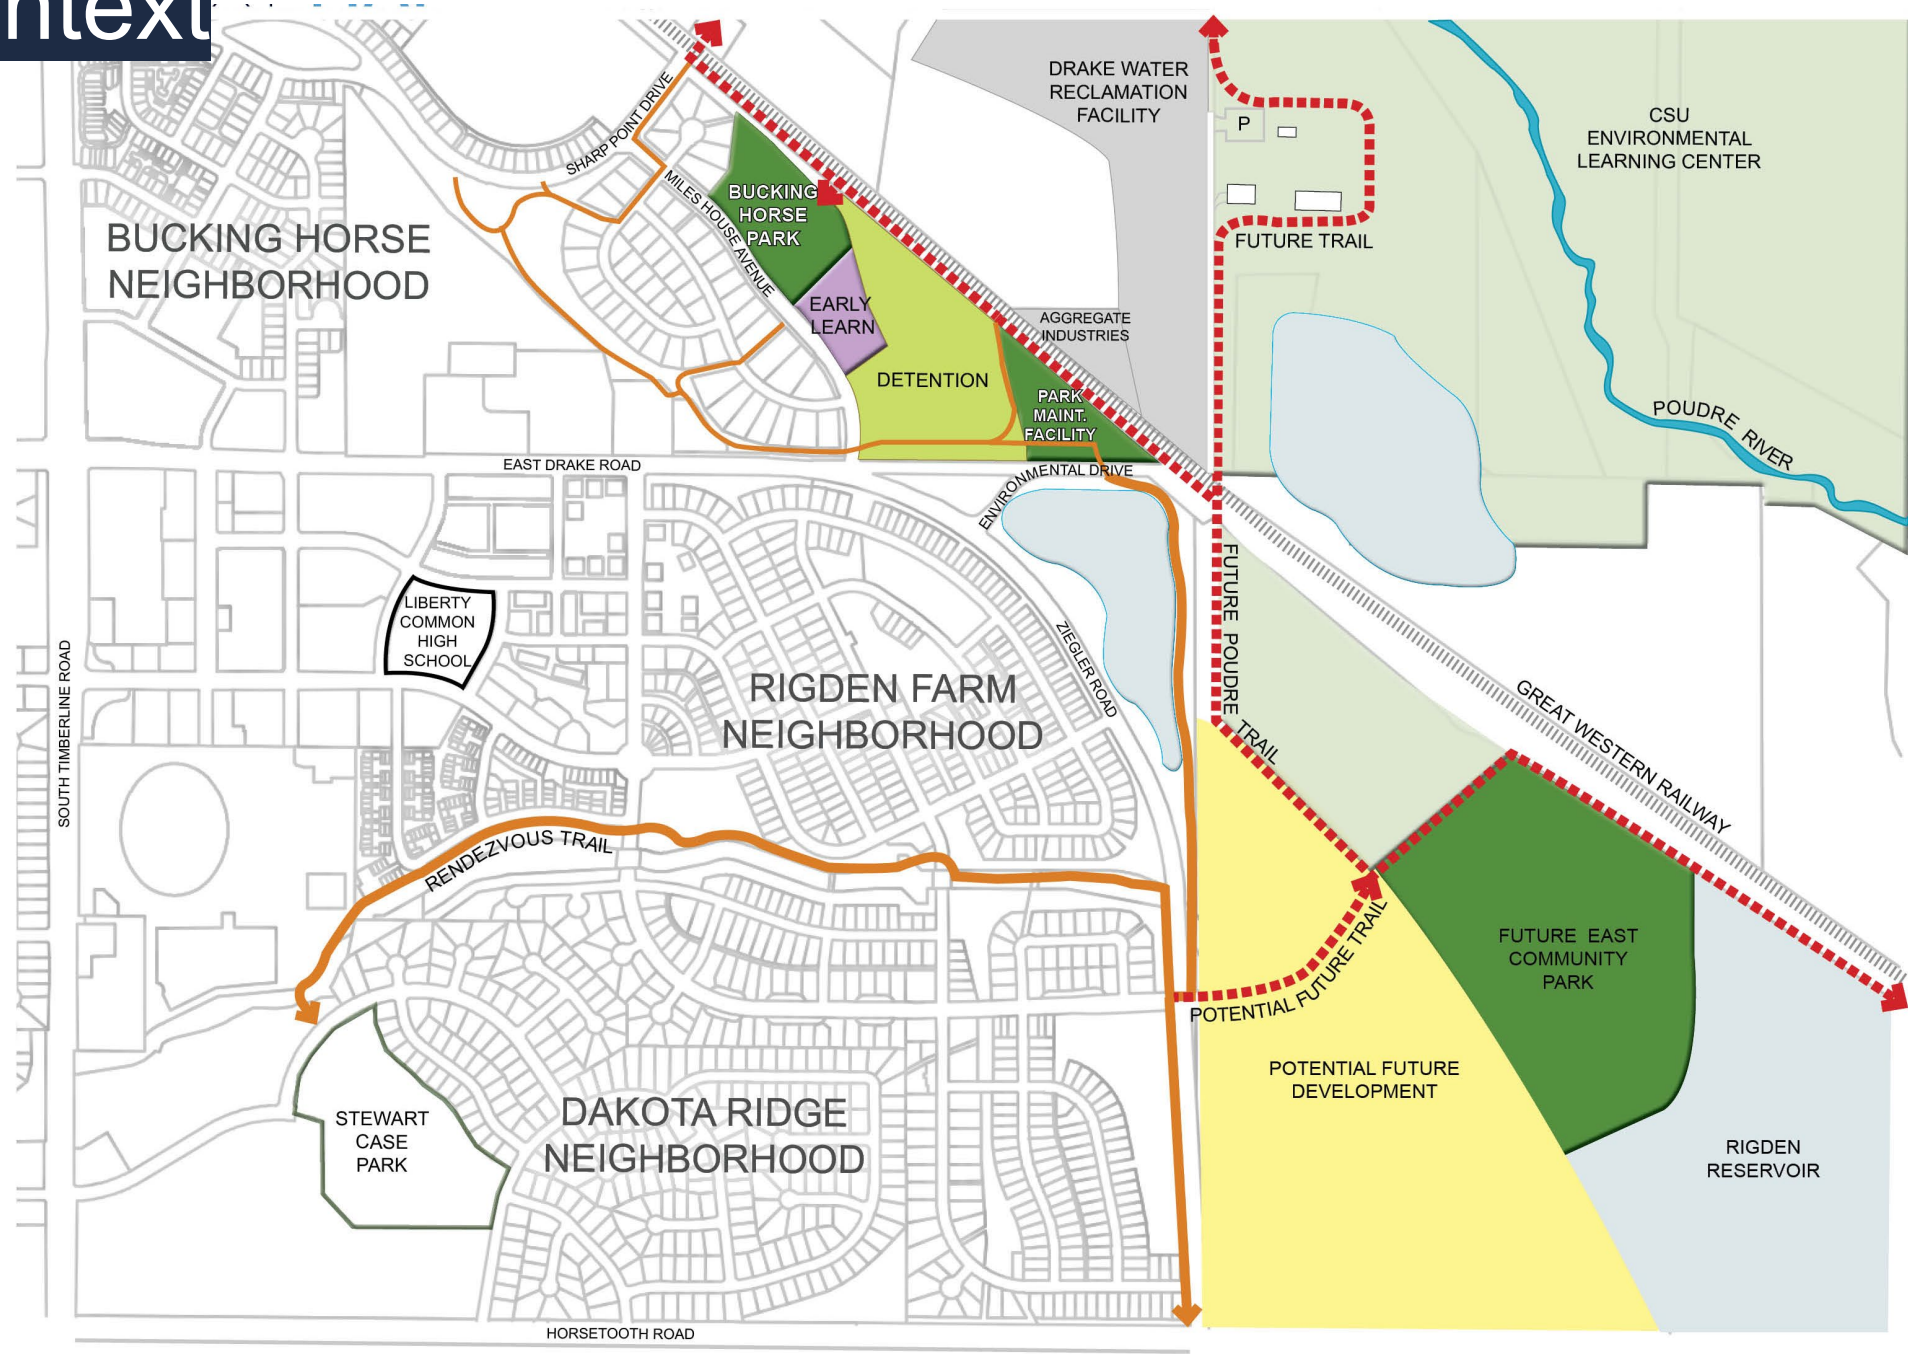 ntext
DRAKE WATER
RECLAMATION
FACILITY
P
CSU
ENVIRONMENTAL
LEARNING CENTER
SHARP POINT DRIVE
MILES HOUSE AVENUE
BUCKING
HORSE
PARK
BUCKING HORSE
NEIGHBORHOOD
FUTURE TRAIL
EARLY
LEARN
AGGREGATE
INDUSTRIES
DETENTION
PARK
MAINT.
FACILITY
POUDRE RIVER
EAST DRAKE ROAD
ENVIRONMENTAL DRIVE
LIBERTY
COMMON
HIGH
SCHOOL
FUTURE POUDRE TRAIL
ZIEGLER ROAD
SOUTH TIMBERLINE ROAD
RIGDEN FARM
NEIGHBORHOOD
GREAT WESTERN RAILWAY
RENDEZVOUS TRAIL
FUTURE EAST
COMMUNITY
PARK
POTENTIAL FUTURE TRAIL
POTENTIAL FUTURE
DEVELOPMENT
STEWART
CASE
PARK
DAKOTA RIDGE
NEIGHBORHOOD
RIGDEN
RESERVOIR
HORSETOOTH ROAD